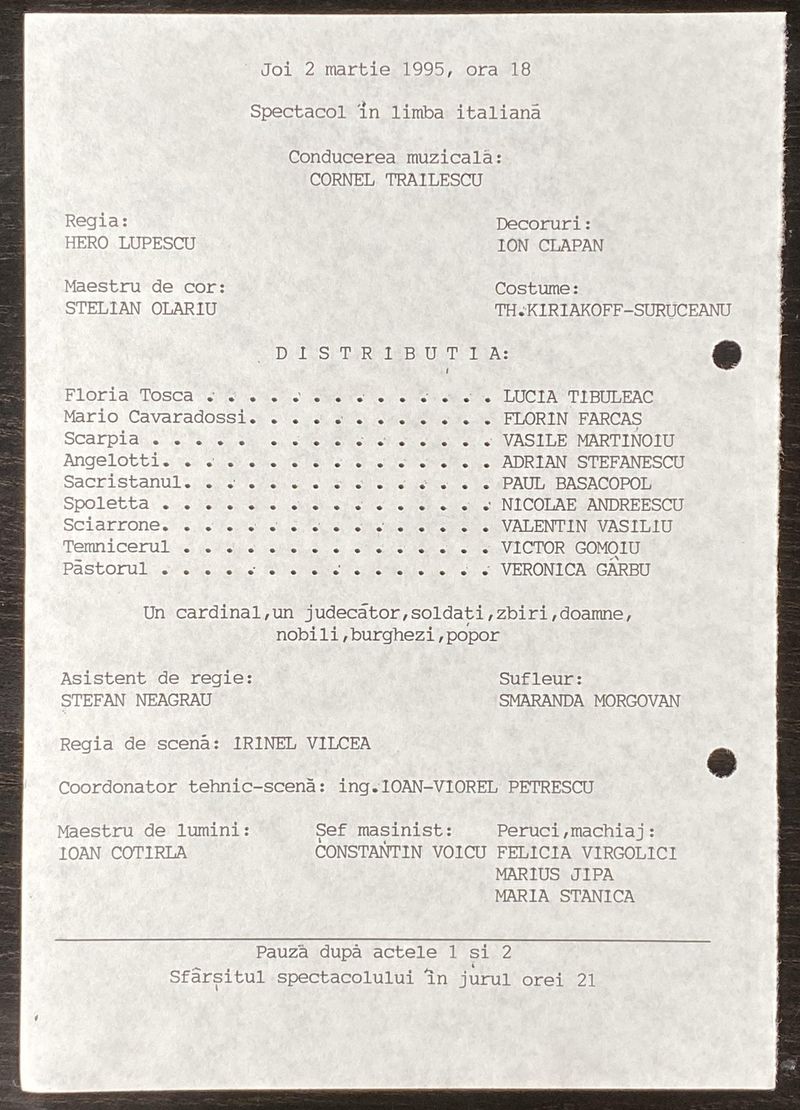 Joi 2 martie 1995, ora 18
Spectacol în limba italiană
Conducerea muzicală:
CORNEL TRAILESCU
Regia:
HERO LUPESCU
Decoruri:
ION CLAPAN
Maestru de cor:
STELIAN OLARIU
Costume:
TH.KIRIAKOFF-SURUCEANU
D I S T R I B U Ț I A:
Floria Tosca . . . . . . . . . . . . . . LUCIA TIBULEAC
Mario Cavaradossi. . . . . . . . . . . . FLORIN FARCAȘ
Scarpia . . . . . . . . . . . . . . . . VASILE MARTINOIU
Angelotti. . . . . . . . . . . . . . . . ADRIAN STEFANESCU
Sacristanul. . . . . . . . . . . . . . . PAUL BASACOPOL
Spoletta . . . . . . . . . . . . . . . . NICOLAE ANDREESCU
Sciarrone. . . . . . . . . . . . . . . . VALENTIN VASILIU
Temnicerul . . . . . . . . . . . . . . . VICTOR GOMOIU
Păstorul . . . . . . . . . . . . . . . . VERONICA GÂRBU
Un cardinal,un judecător,soldați,zbiri,doamne,
nobili,burghezi,popor
Asistent de regie:
STEFAN NEAGRAU
Sufleur:
SMARANDA MORGOVAN
Regia de scenă: IRINEL VILCEA
Coordonator tehnic-scenă: ing.IOAN-VIOREL PETRESCU
Maestru de lumini:
IOAN COTIRLA
Șef mașinist:
CONSTANTIN VOICU
Peruci,machiaj:
FELICIA VIRGOLICI
MARIUS JIPA
MARIA STANICA
Pauză după actele 1 și 2
Sfârșitul spectacolului în jurul orei 21